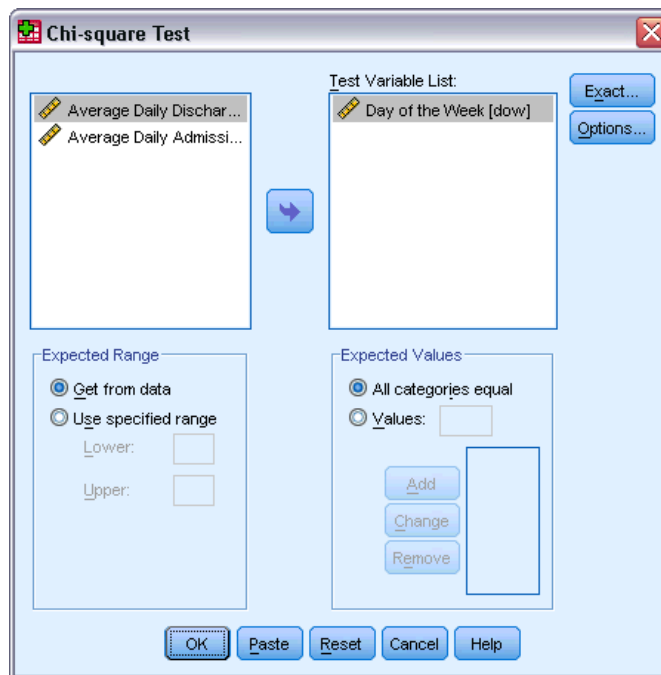 Chi-square Test
Average Daily Dischar...
Average Daily Admissi...
Test Variable List:
Day of the Week [dow]
Exact...
Options...
Expected Range
Get from data
Use specified range
Lower:
Upper:
Expected Values
All categories equal
Values:
Add
Change
Remove
OK
Paste
Reset
Cancel
Help